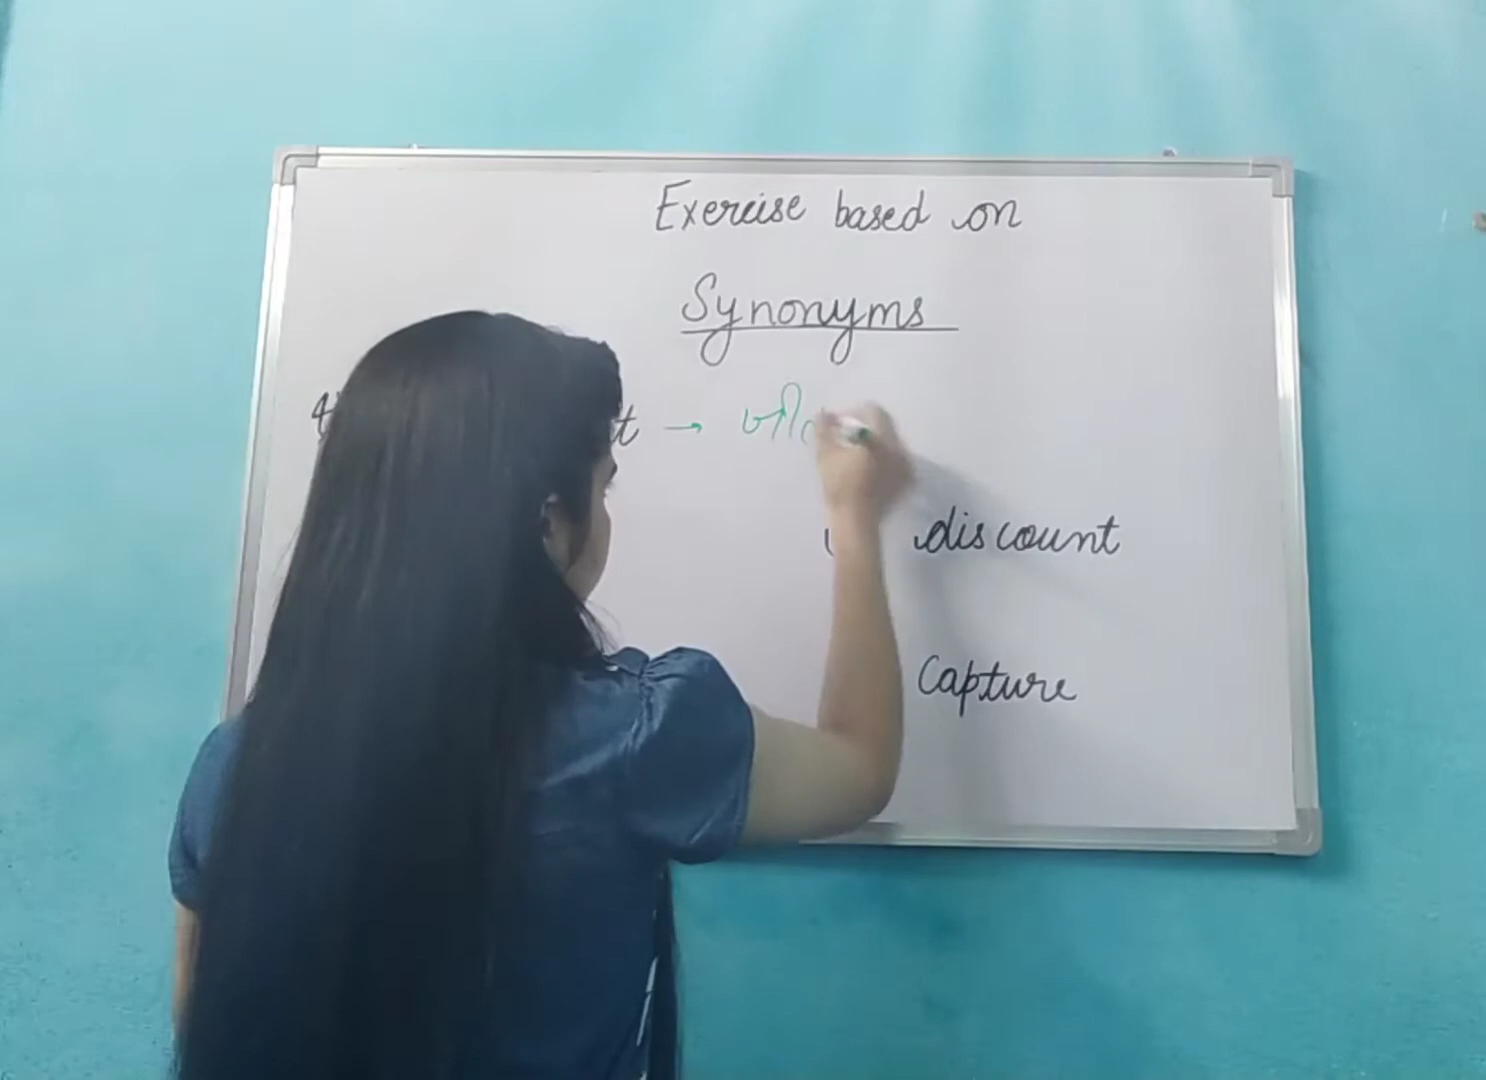 Exercise based on
Synonyms
→
discount
Capture